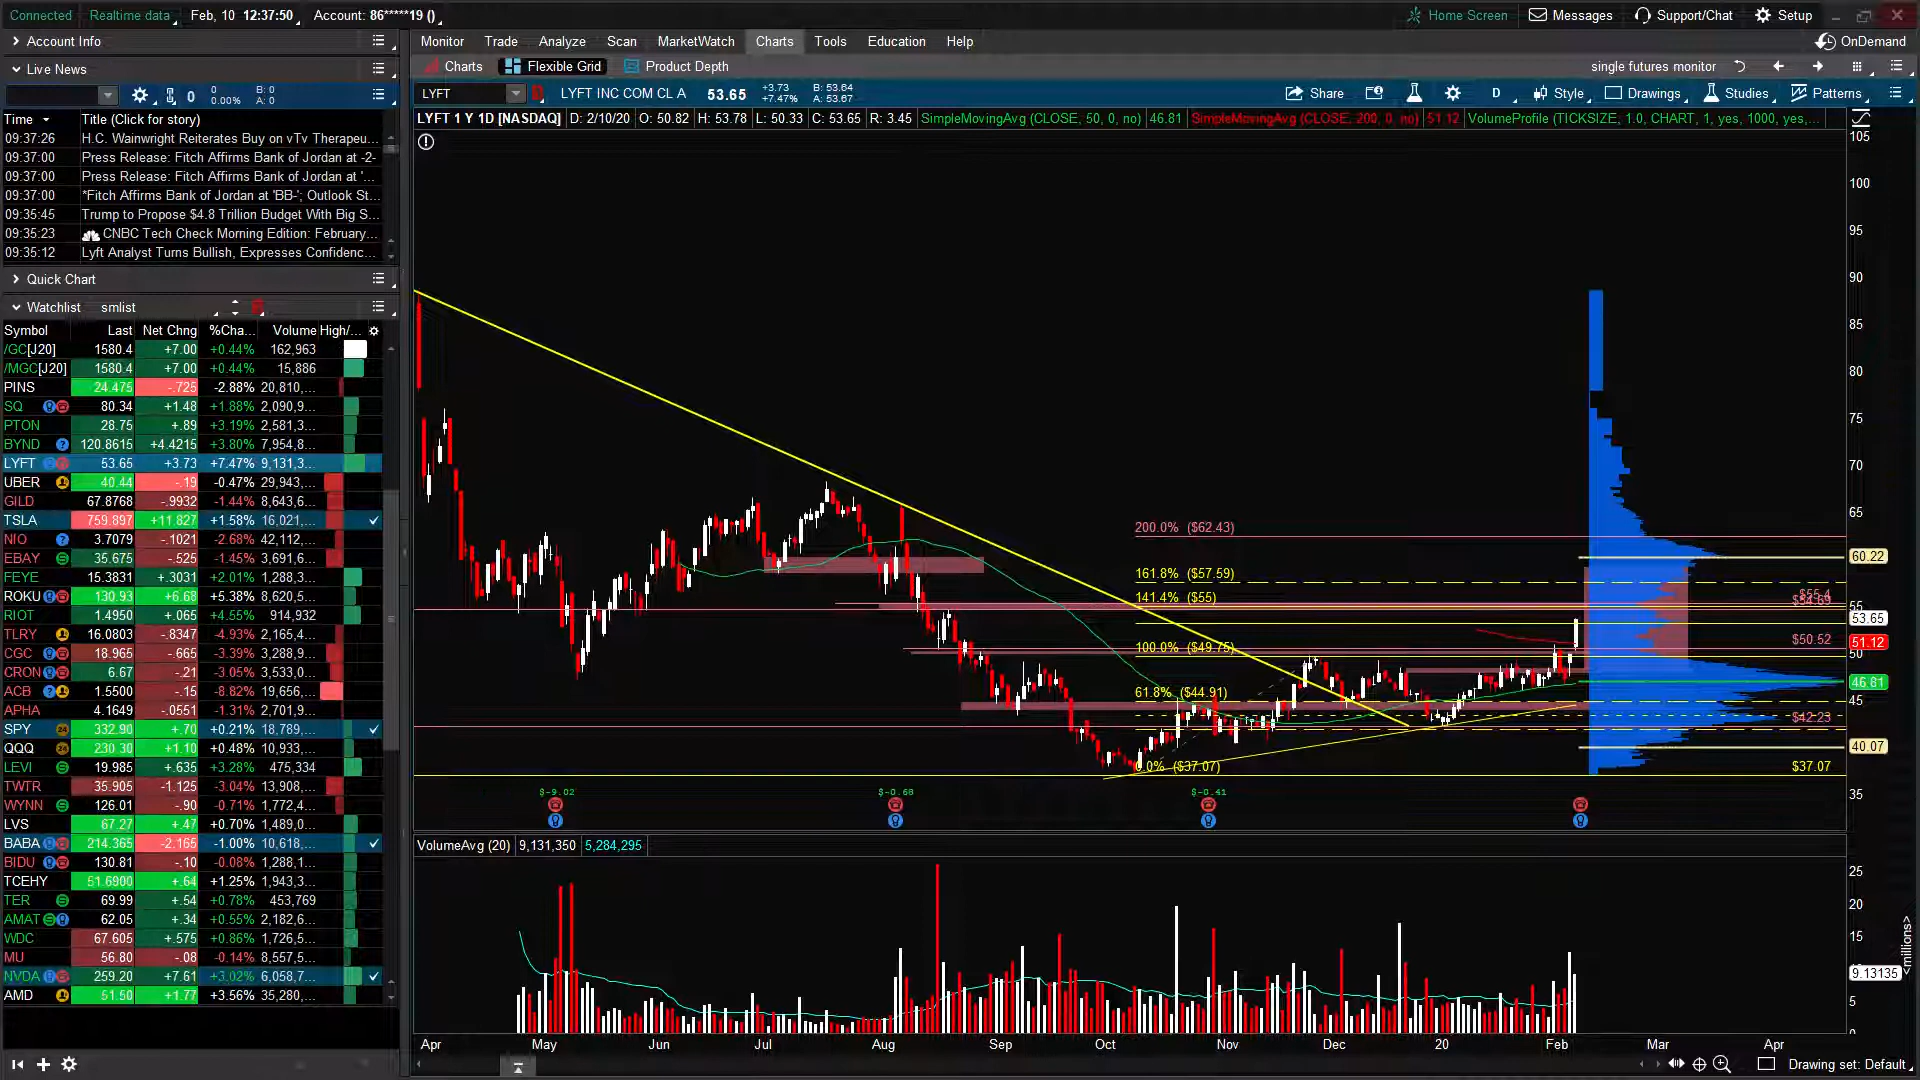 Connected Realtime data Feb, 10 12:37:50 Account: 86*****19 () Home Screen Messages Support/Chat Setup
Account Info
Monitor Trade Analyze Scan MarketWatch Charts Tools Education Help OnDemand
Live News
Charts Flexible Grid Product Depth single futures monitor
0 0 0.00% B: 0 A: 0
LYFT LYFT INC COM CL A 53.65 +3.73 +7.47% B: 53.64 A: 53.67 Share D Style Drawings Studies Patterns
LYFT 1 Y 1D [NASDAQ] D: 2/10/20 O: 50.82 H: 53.78 L: 50.33 C: 53.65 R: 3.45 SimpleMovingAvg (CLOSE, 50, 0, no) 46.81 SimpleMovingAvg (CLOSE, 200, 0, no) 51.12 VolumeProfile (TICKSIZE, 1.0, CHART, 1, yes, 1000, yes,...
Time Title (Click for story)
09:37:26 H.C. Wainwright Reiterates Buy on vTv Therapeu...
09:37:00 Press Release: Fitch Affirms Bank of Jordan at -2-
09:37:00 Press Release: Fitch Affirms Bank of Jordan at '...
09:37:00 *Fitch Affirms Bank of Jordan at 'BB-'; Outlook St...
09:35:45 Trump to Propose $4.8 Trillion Budget With Big S...
09:35:23 CNBC Tech Check Morning Edition: February...
09:35:12 Lyft Analyst Turns Bullish, Expresses Confidenc...
Quick Chart
Watchlist smlist
Symbol Last Net Chng %Cha... Volume High/...
/GC[J20] 1580.4 +7.00 +0.44% 162,963
/MGC[J20] 1580.4 +7.00 +0.44% 15,886
PINS 24.475 -.725 -2.88% 20,810,...
SQ 80.34 +1.48 +1.88% 2,090,9...
PTON 28.75 +.89 +3.19% 2,581,3...
BYND 120.8615 +4.4215 +3.80% 7,954,8...
LYFT 53.65 +3.73 +7.47% 9,131,3...
UBER 40.44 -.19 -0.47% 29,943,...
GILD 67.8768 -.9932 -1.44% 8,643,6...
TSLA 759.897 +11.827 +1.58% 16,021,...
NIO 3.7079 -.1021 -2.68% 42,112,...
EBAY 35.675 -.525 -1.45% 3,691,6...
FEYE 15.3831 +.3031 +2.01% 1,288,3...
ROKU 130.93 +6.68 +5.38% 8,620,5...
RIOT 1.4950 +.065 +4.55% 914,932
TLRY 16.0803 -.8347 -4.93% 2,165,4...
CGC 18.965 -.665 -3.39% 3,288,9...
CRON 6.67 -.21 -3.05% 3,533,0...
ACB 1.5500 -.15 -8.82% 19,656,...
APHA 4.1649 -.0551 -1.31% 2,701,9...
SPY 332.90 +.70 +0.21% 18,789,...
QQQ 230.30 +1.10 +0.48% 10,933,...
LEVI 19.985 +.635 +3.28% 475,334
TWTR 35.905 -1.125 -3.04% 13,908,...
WYNN 126.01 -.90 -0.71% 1,772,4...
LVS 67.27 +.47 +0.70% 1,489,0...
BABA 214.365 -2.165 -1.00% 10,618,...
BIDU 130.81 -.10 -0.08% 1,288,1...
TCEHY 51.6900 +.64 +1.25% 1,943,3...
TER 69.99 +.54 +0.78% 453,769
AMAT 62.05 +.34 +0.55% 2,182,6...
WDC 67.605 +.575 +0.86% 1,726,5...
MU 56.80 -.08 -0.14% 8,557,5...
NVDA 259.20 +7.61 +3.02% 6,058,7...
AMD 51.50 +1.77 +3.56% 35,280,...
105
100
95
90
85
80
75
70
65
200.0% ($62.43)
60.22
161.8% ($57.59)
141.4% ($55) $55.4
55 $54.69
53.65
51.12
100.0% ($49.75) $50.52
50
46.81
61.8% ($44.91) 45
$42.23
40.07
0.0% ($37.07) $37.07
35
$-9.02 $-0.68 $-0.41
VolumeAvg (20) 9,131,350 5,284,295
25
20
15
9.13135
5
0
<millions>
Apr May Jun Jul Aug Sep Oct Nov Dec 20 Feb Mar Apr
Drawing set: Default